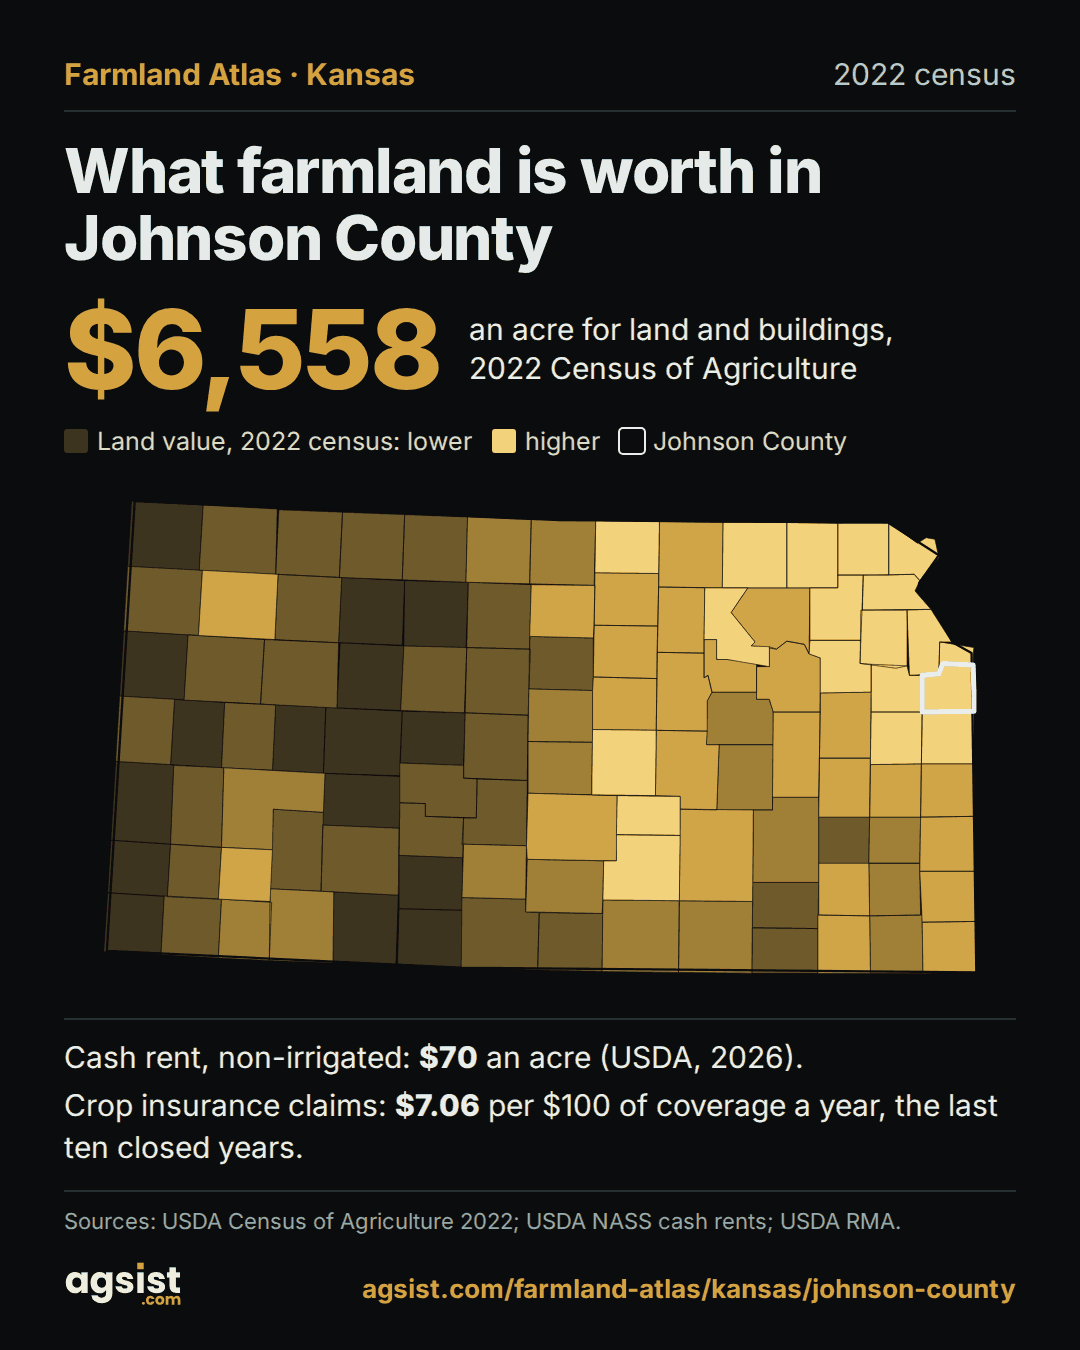 Farmland Atlas · Kansas
2022 census
What farmland is worth in
Johnson County
$6,558
an acre for land and buildings,
2022 Census of Agriculture
Land value, 2022 census: lower
higher
Johnson County
Cash rent, non-irrigated: $70 an acre (USDA, 2026).
Crop insurance claims: $7.06 per $100 of coverage a year, the last
ten closed years.
Sources: USDA Census of Agriculture 2022; USDA NASS cash rents; USDA RMA.
agsist
.com
agsist.com/farmland-atlas/kansas/johnson-county